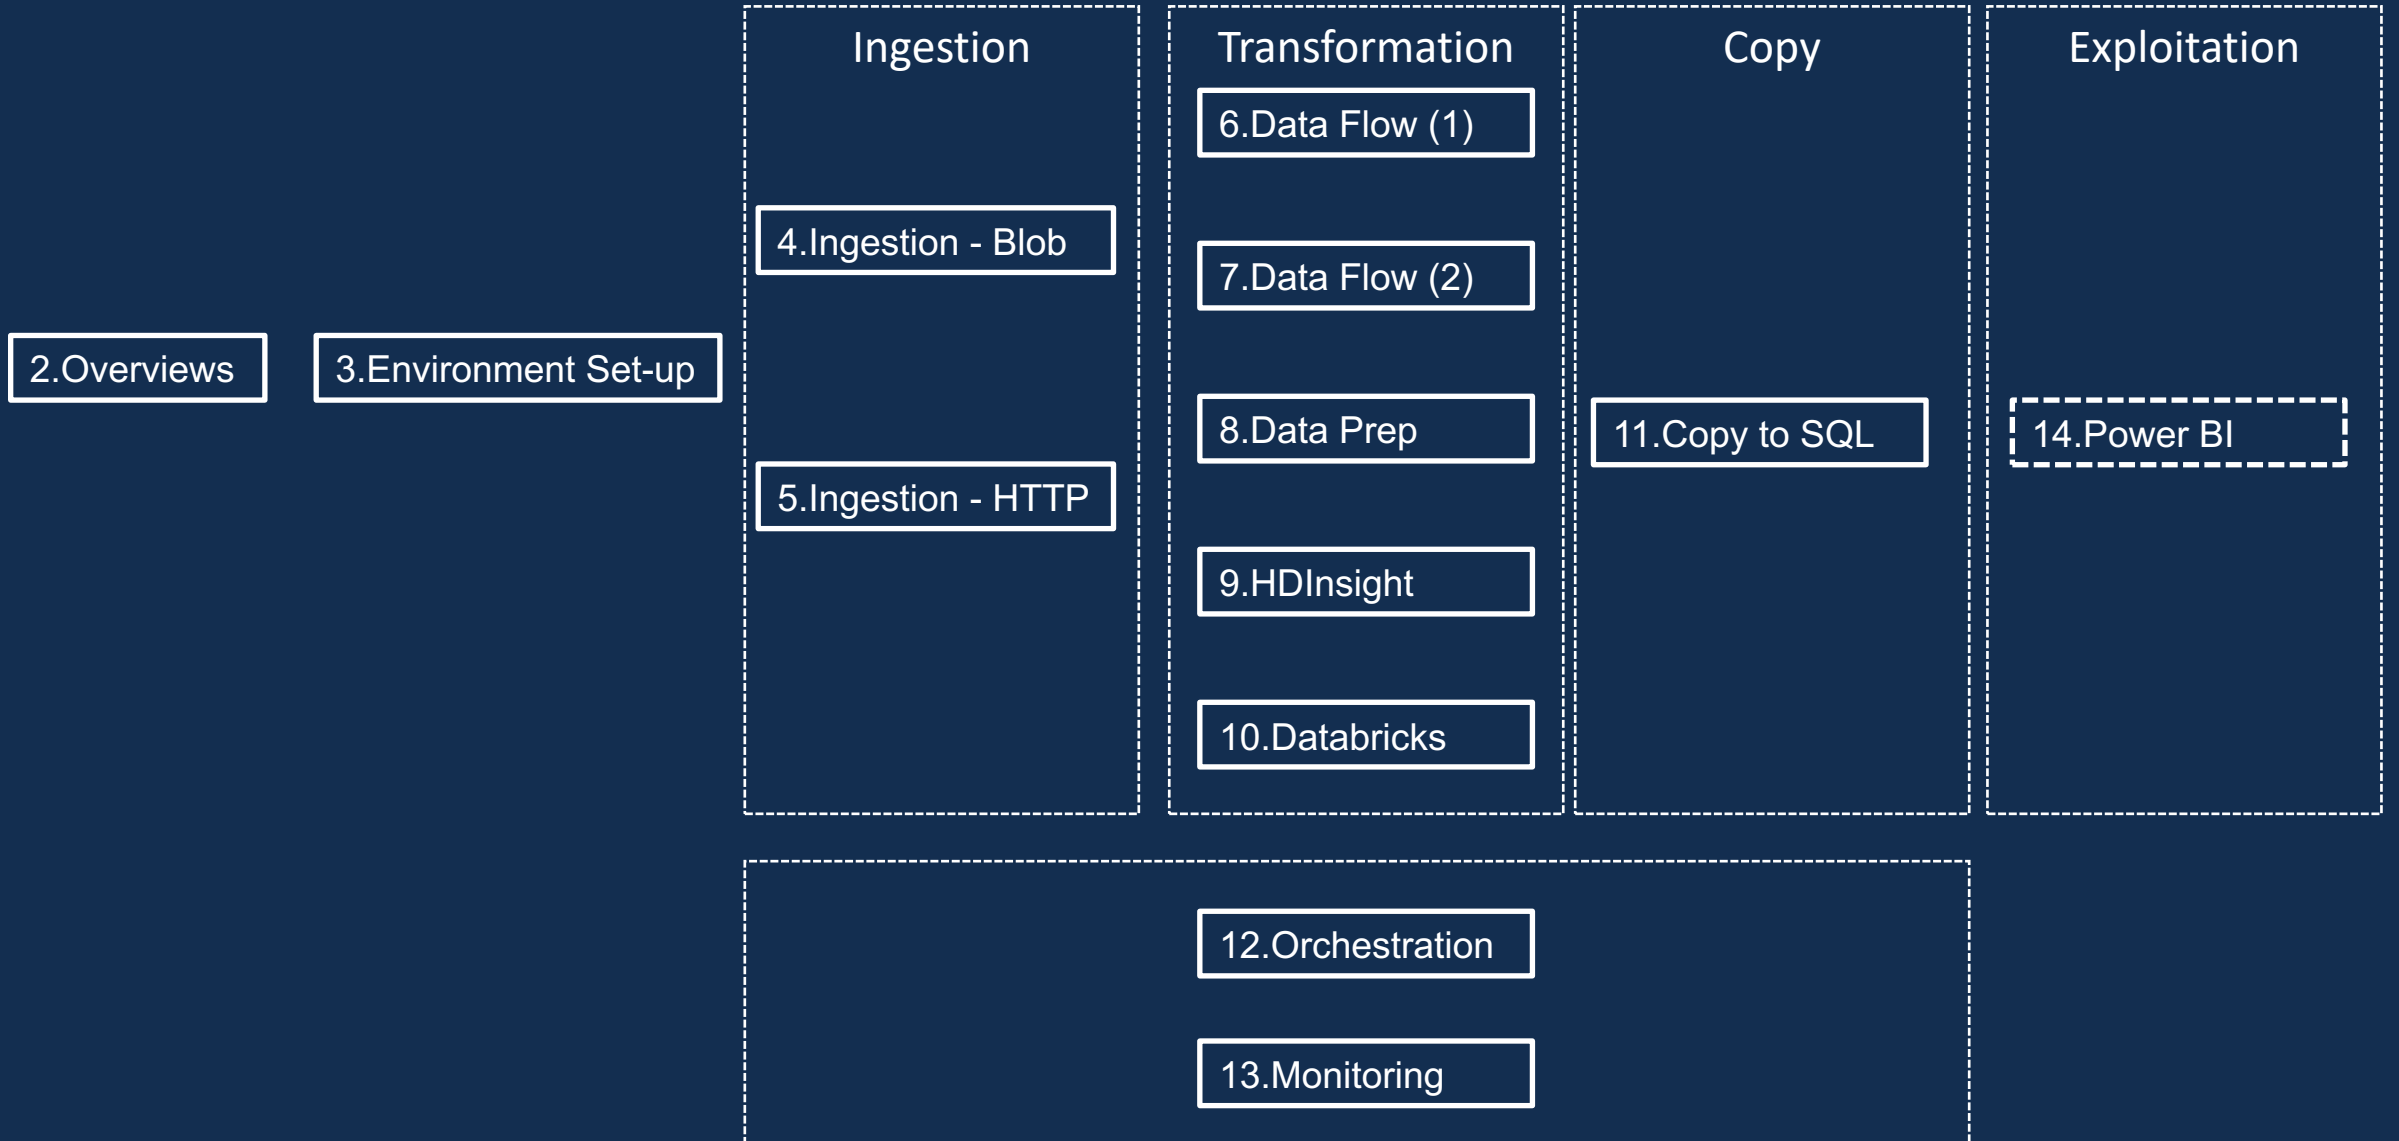 Ingestion
Transformation
Copy
Exploitation
6.Data Flow (1)
4.Ingestion - Blob
7.Data Flow (2)
2.Overviews
3.Environment Set-up
8.Data Prep
11.Copy to SQL
14.Power BI
5.Ingestion - HTTP
9.HDInsight
10.Databricks
12.Orchestration
13.Monitoring